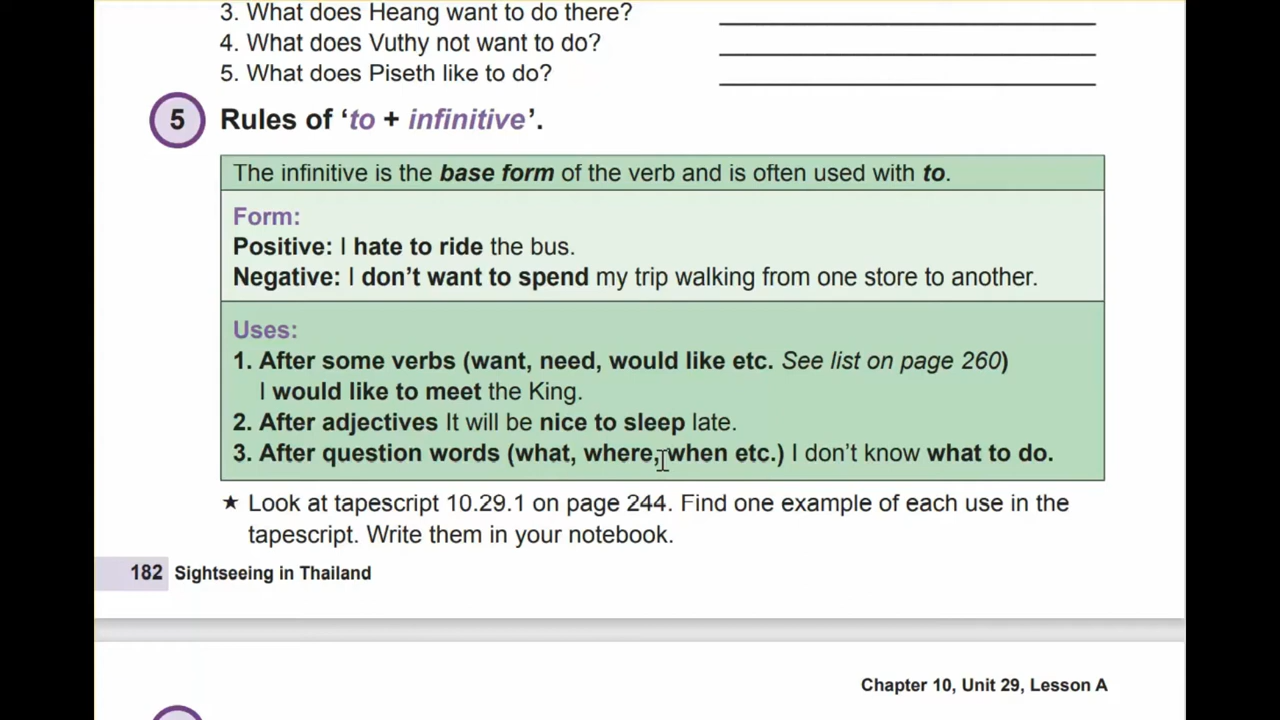 3. What does Heang want to do there?
4. What does Vuthy not want to do?
5. What does Piseth like to do?
5 Rules of ‘to + infinitive’.
The infinitive is the base form of the verb and is often used with to.
Form:
Positive: I hate to ride the bus.
Negative: I don’t want to spend my trip walking from one store to another.
Uses:
1. After some verbs (want, need, would like etc. See list on page 260)
I would like to meet the King.
2. After adjectives It will be nice to sleep late.
3. After question words (what, where, when etc.) I don’t know what to do.
★ Look at tapescript 10.29.1 on page 244. Find one example of each use in the
tapescript. Write them in your notebook.
182 Sightseeing in Thailand
Chapter 10, Unit 29, Lesson A